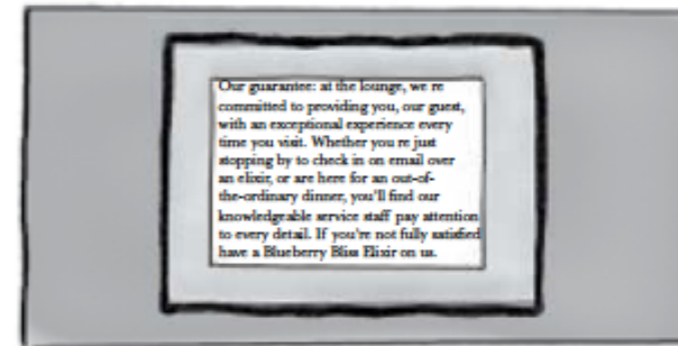 Our guarantee: at the lounge, we re
committed to providing you, our guest,
with an exceptional experience every
time you visit. Whether you re just
stopping by to check in on email over
an elixir, or are here for an out-of-
the-ordinary dinner, you'll find our
knowledgeable service staff pay attention
to every detail. If you're not fully satisfied
have a Blueberry Bliss Elixir on us.